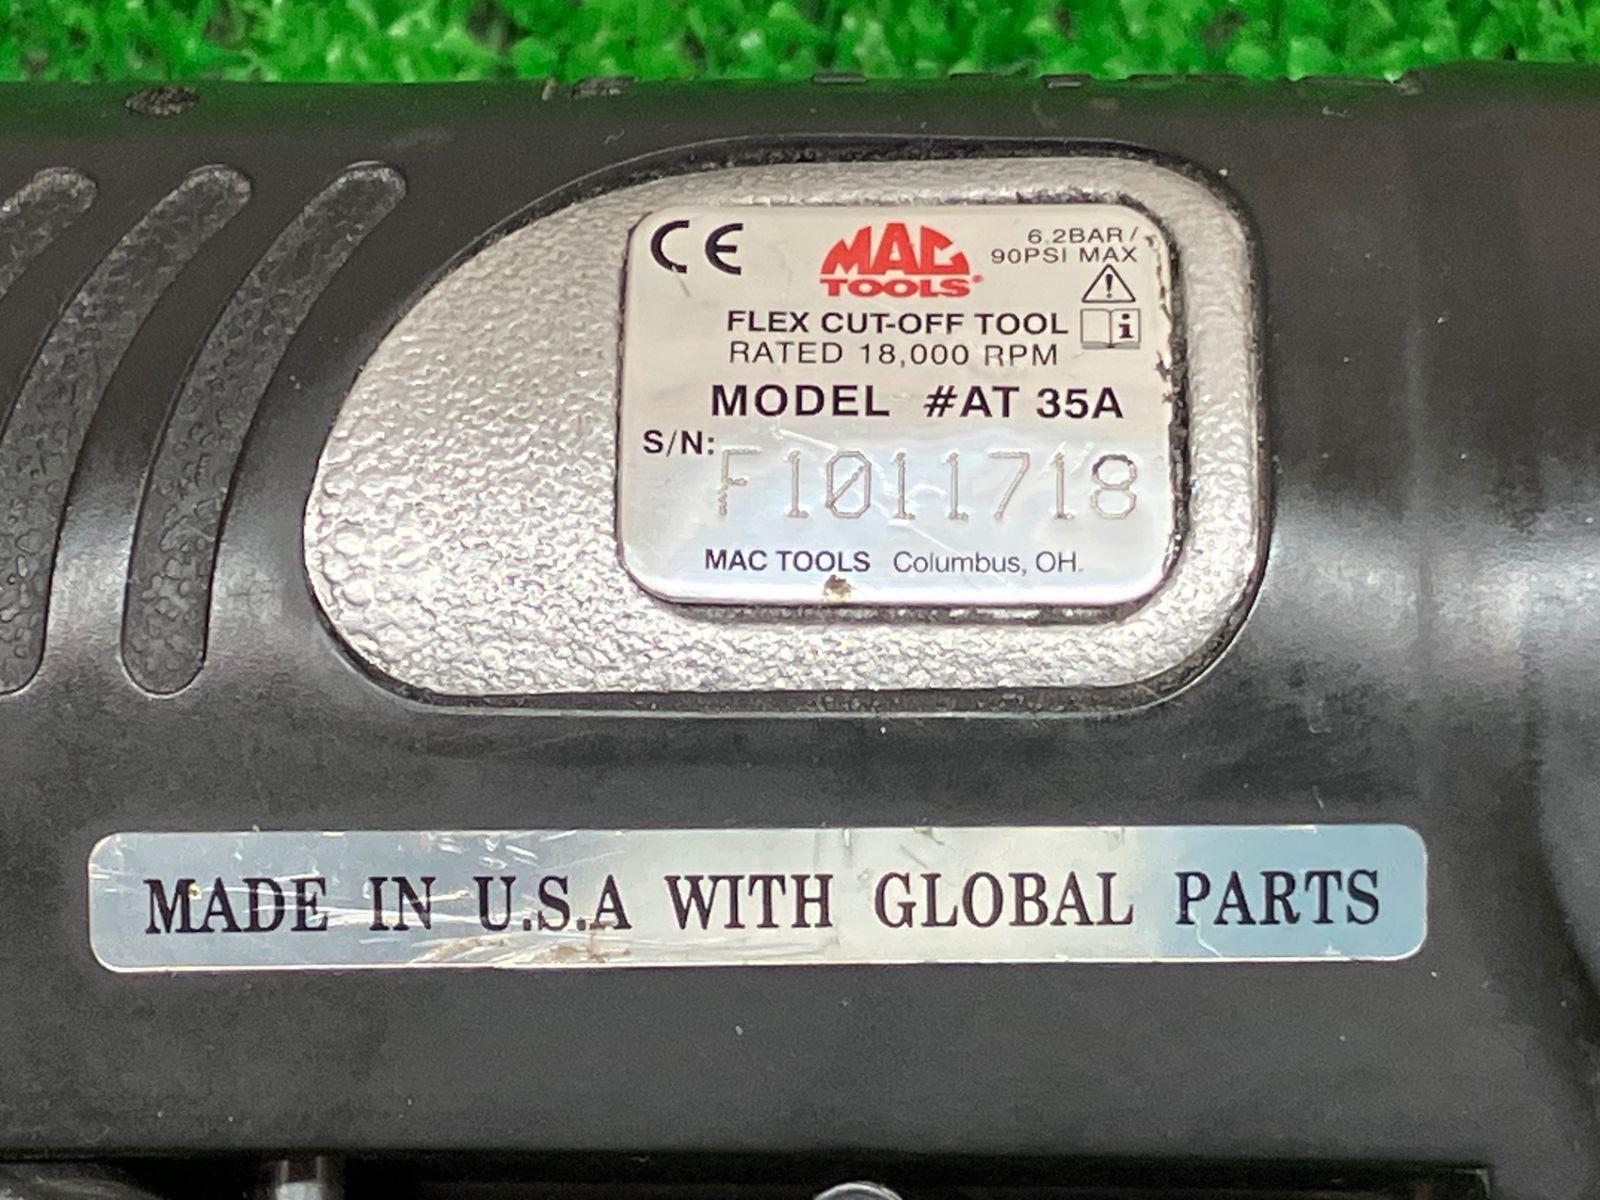 CE
MAC
TOOLS®
6.2BAR/
90PSI MAX
FLEX CUT-OFF TOOL
RATED 18,000 RPM
MODEL #AT 35A
S/N: F1011718
MAC TOOLS Columbus, OH.
MADE IN U.S.A WITH GLOBAL PARTS